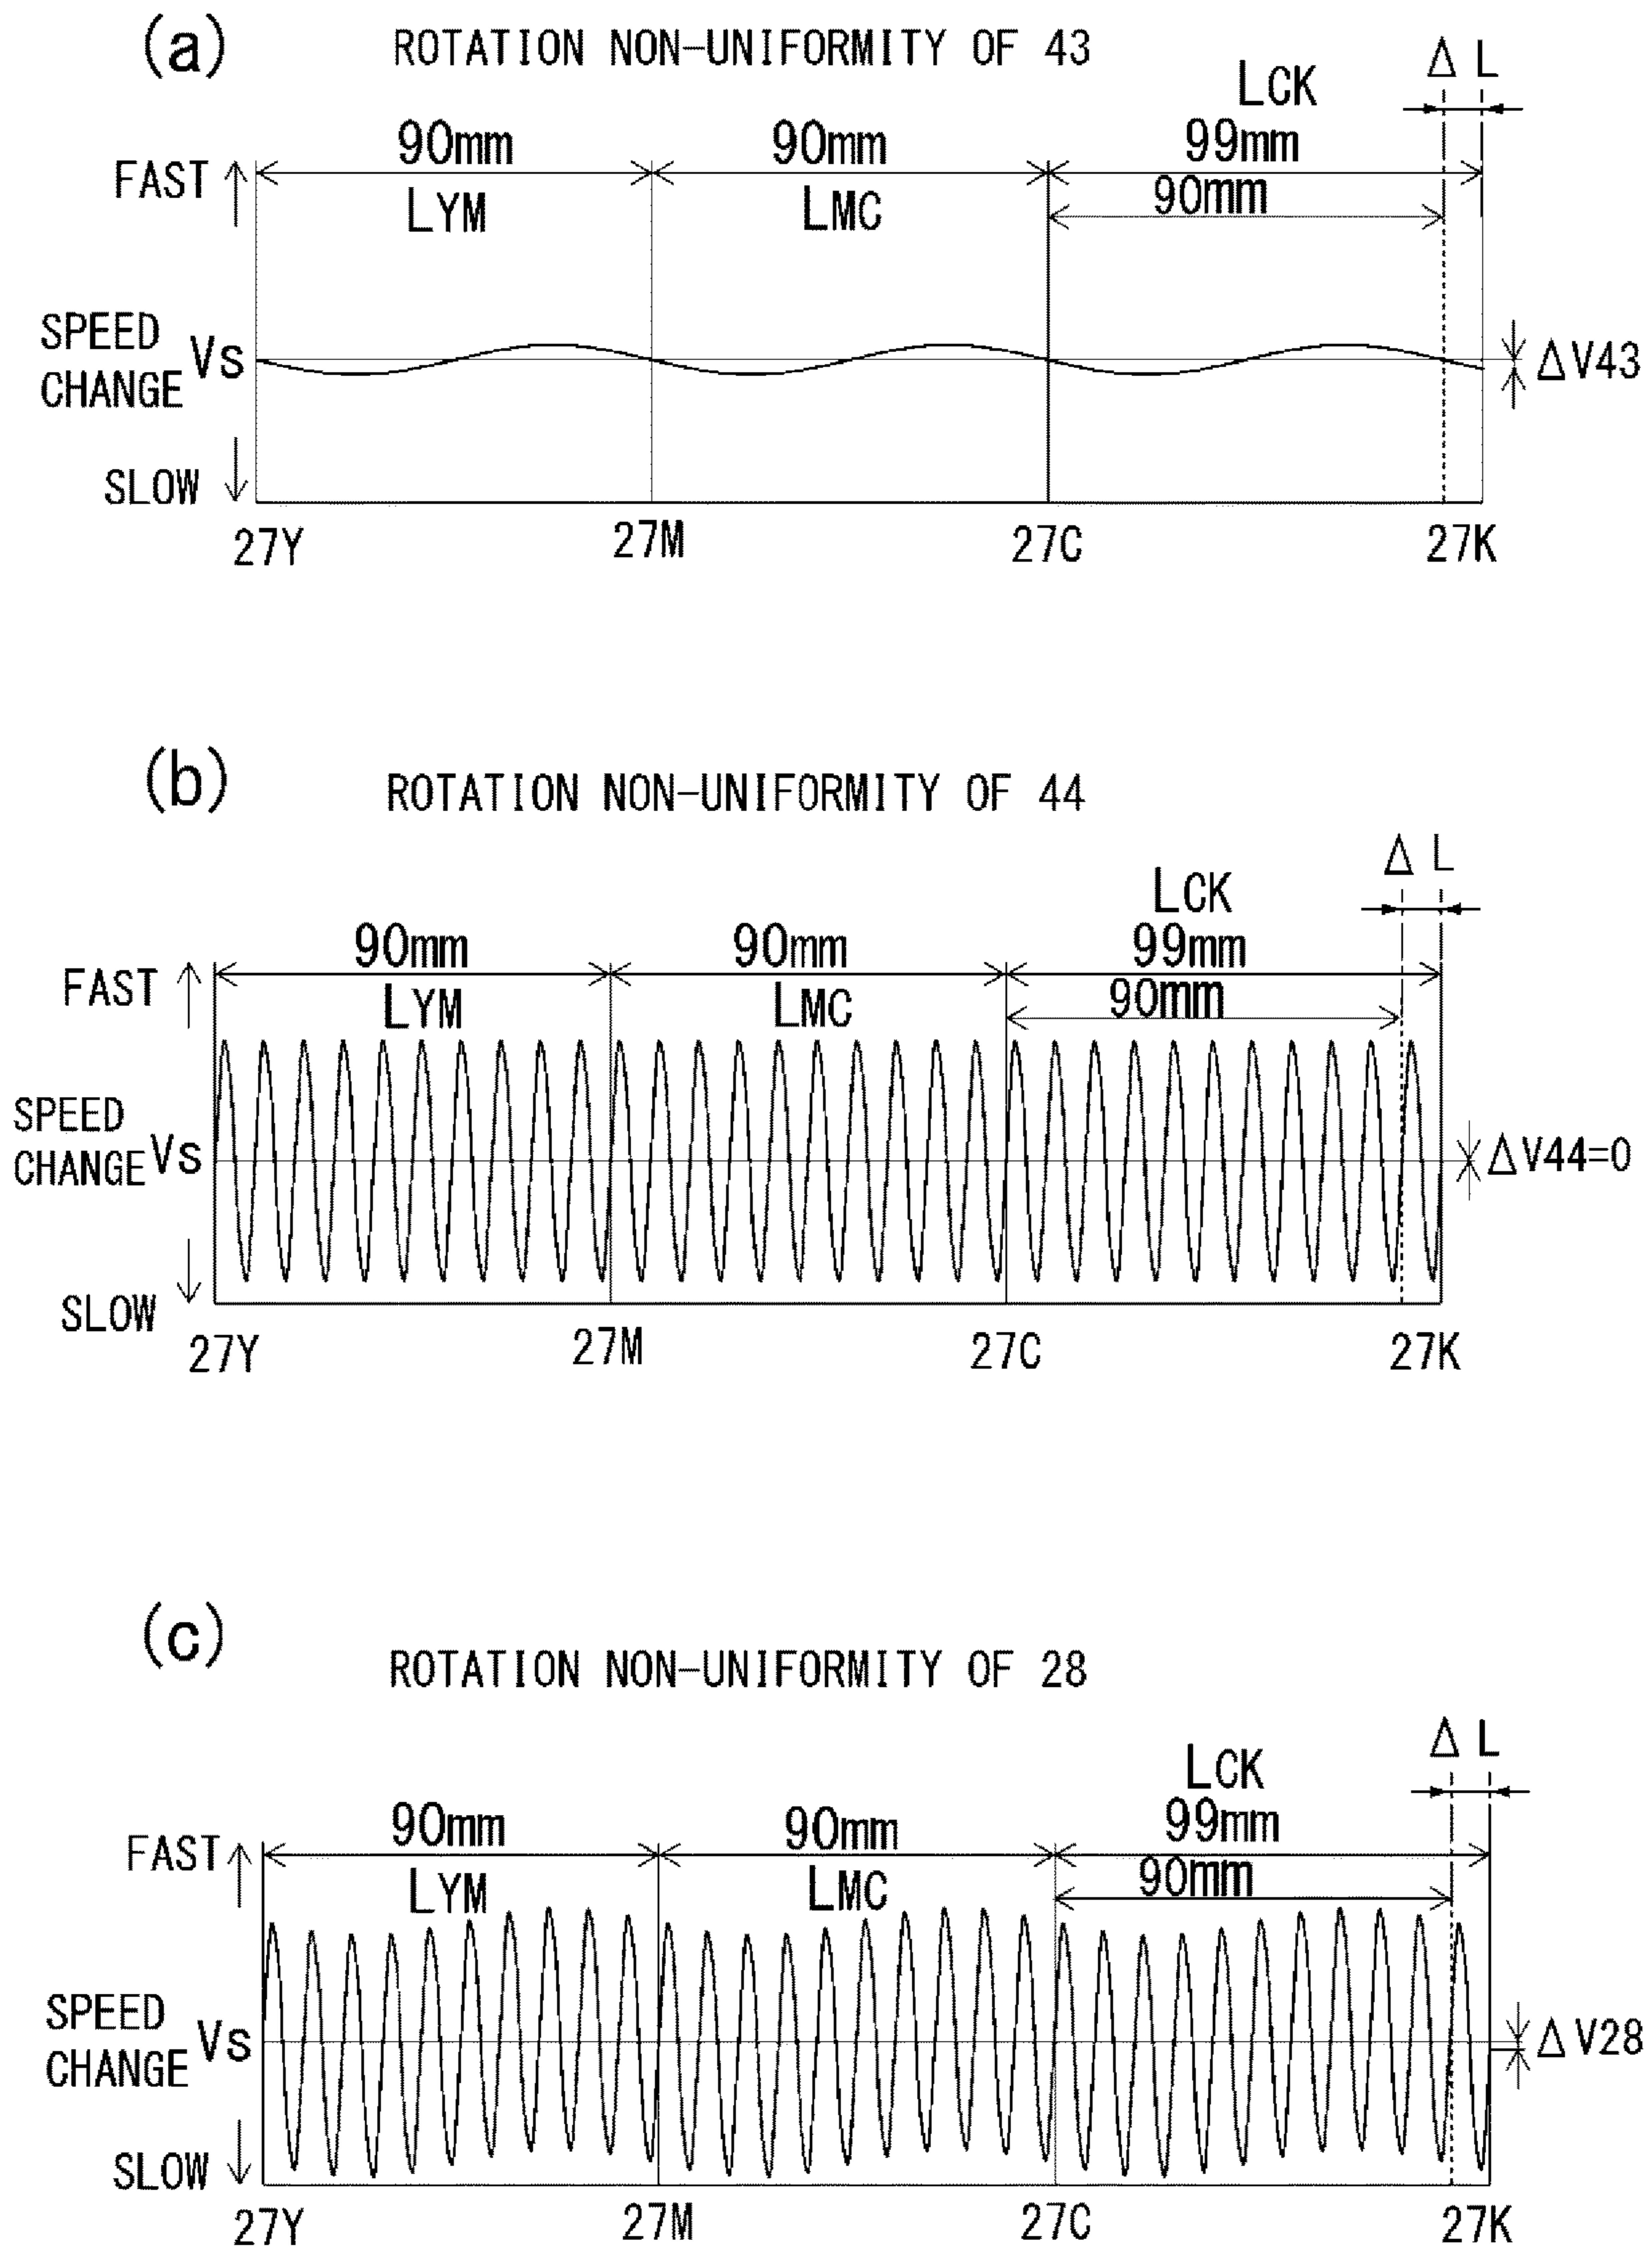 (a)
ROTATION NON-UNIFORMITY OF 43
Δ L
LCK
90mm 90mm 99mm
FAST
LYM LMC 90mm
SPEED
CHANGE
Vs
ΔV43
SLOW
27Y 27M 27C 27K
(b)
ROTATION NON-UNIFORMITY OF 44
Δ L
LCK
90mm 90mm 99mm
FAST
LYM LMC 90mm
SPEED
CHANGE
Vs
ΔV44=0
SLOW
27Y 27M 27C 27K
(c)
ROTATION NON-UNIFORMITY OF 28
Δ L
LCK
90mm 90mm 99mm
FAST
LYM LMC 90mm
SPEED
CHANGE
Vs
ΔV28
SLOW
27Y 27M 27C 27K